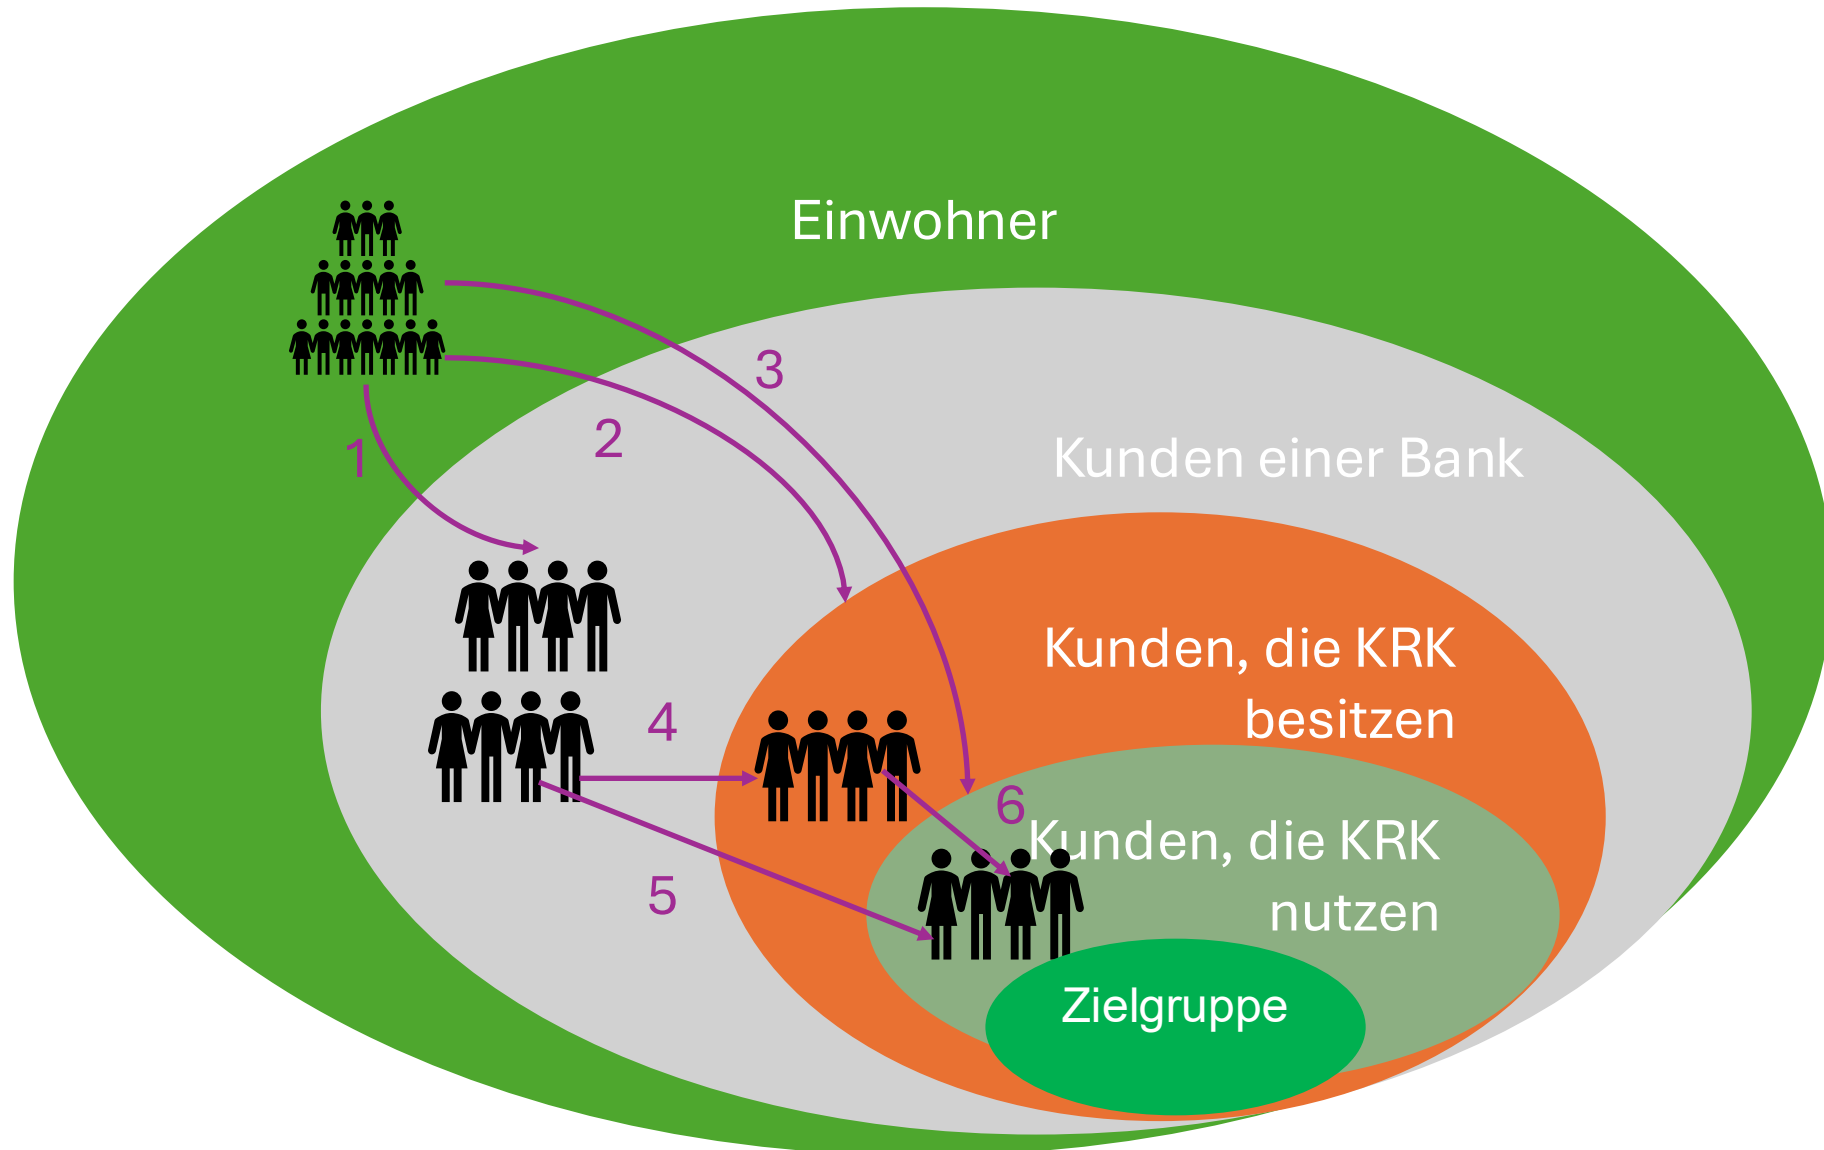 Einwohner
3
2
1
Kunden einer Bank
Kunden, die KRK
besitzen
4
6
Kunden, die KRK
nutzen
5
Zielgruppe